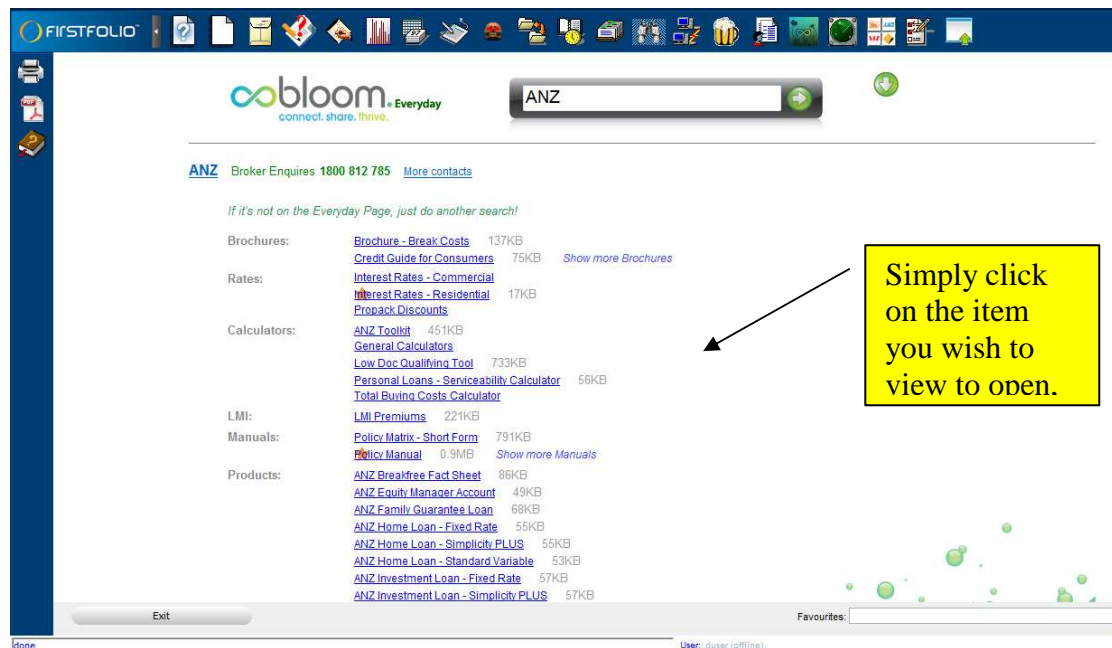 FIRSTFOLIO
bloom. Everyday
connect. share. thrive.
ANZ
ANZ Broker Enquires 1800 812 785 More contacts
If it's not on the Everyday Page, just do another search!
Brochures: Brochure - Break Costs 137KB
Credit Guide for Consumers 75KB Show more Brochures
Rates: Interest Rates - Commercial
Interest Rates - Residential 17KB
Propack Discounts
Calculators: ANZ Toolkit 451KB
General Calculators
Low Doc Qualifying Tool 733KB
Personal Loans - Serviceability Calculator 56KB
Total Buying Costs Calculator
LMI: LMI Premiums 221KB
Manuals: Policy Matrix - Short Form 791KB
Policy Manual 0.9MB Show more Manuals
Products: ANZ Breakfree Fact Sheet 86KB
ANZ Equity Manager Account 49KB
ANZ Family Guarantee Loan 68KB
ANZ Home Loan - Fixed Rate 55KB
ANZ Home Loan - Simplicity PLUS 55KB
ANZ Home Loan - Standard Variable 53KB
ANZ Investment Loan - Fixed Rate 57KB
ANZ Investment Loan - Simplicity PLUS 57KB
Simply click
on the item
you wish to
view to open,
Exit
Favourites:
done
User: duser (offline)